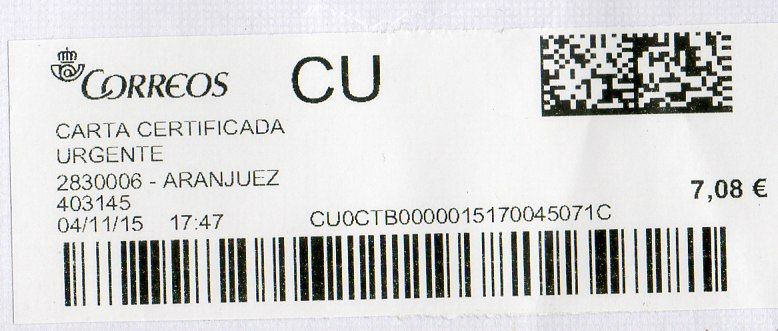 CORREOS
CU
CARTA CERTIFICADA
URGENTE
2830006 - ARANJUEZ
403145
7,08 €
04/11/15 17:47
CU0CTB0000015170045071C